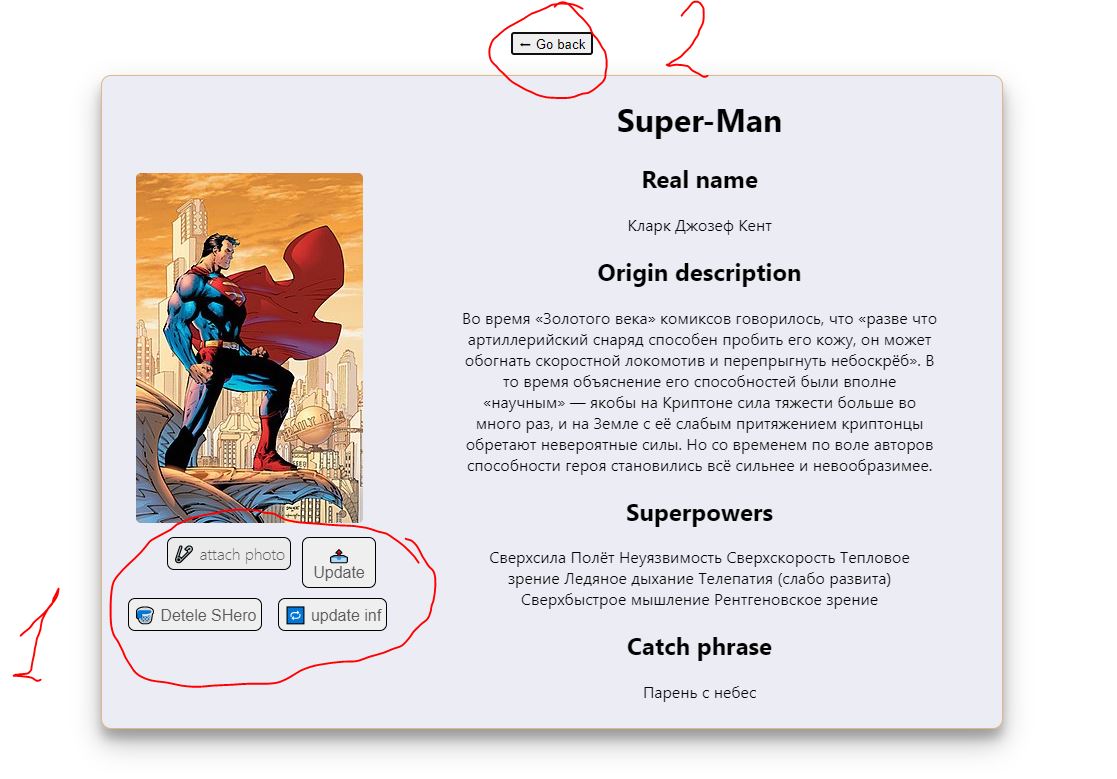 ← Go back
2
Super-Man
Real name
Кларк Джозеф Кент
Origin description
Во время «Золотого века» комиксов говорилось, что «разве что
артиллерийский снаряд способен пробить его кожу, он может
обогнать скоростной локомотив и перепрыгнуть небоскрёб». В
то время объяснение его способностей были вполне
«научным» — якобы на Криптоне сила тяжести больше во
много раз, и на Земле с её слабым притяжением криптонцы
обретают невероятные силы. Но со временем по воле авторов
способности героя становились всё сильнее и невообразимее.
Superpowers
Сверхсила Полёт Неуязвимость Сверхскорость Тепловое
зрение Ледяное дыхание Телепатия (слабо развита)
Сверхбыстрое мышление Рентгеновское зрение
Catch phrase
Парень с небес
attach photo
Update
Detele SHero
update inf
1